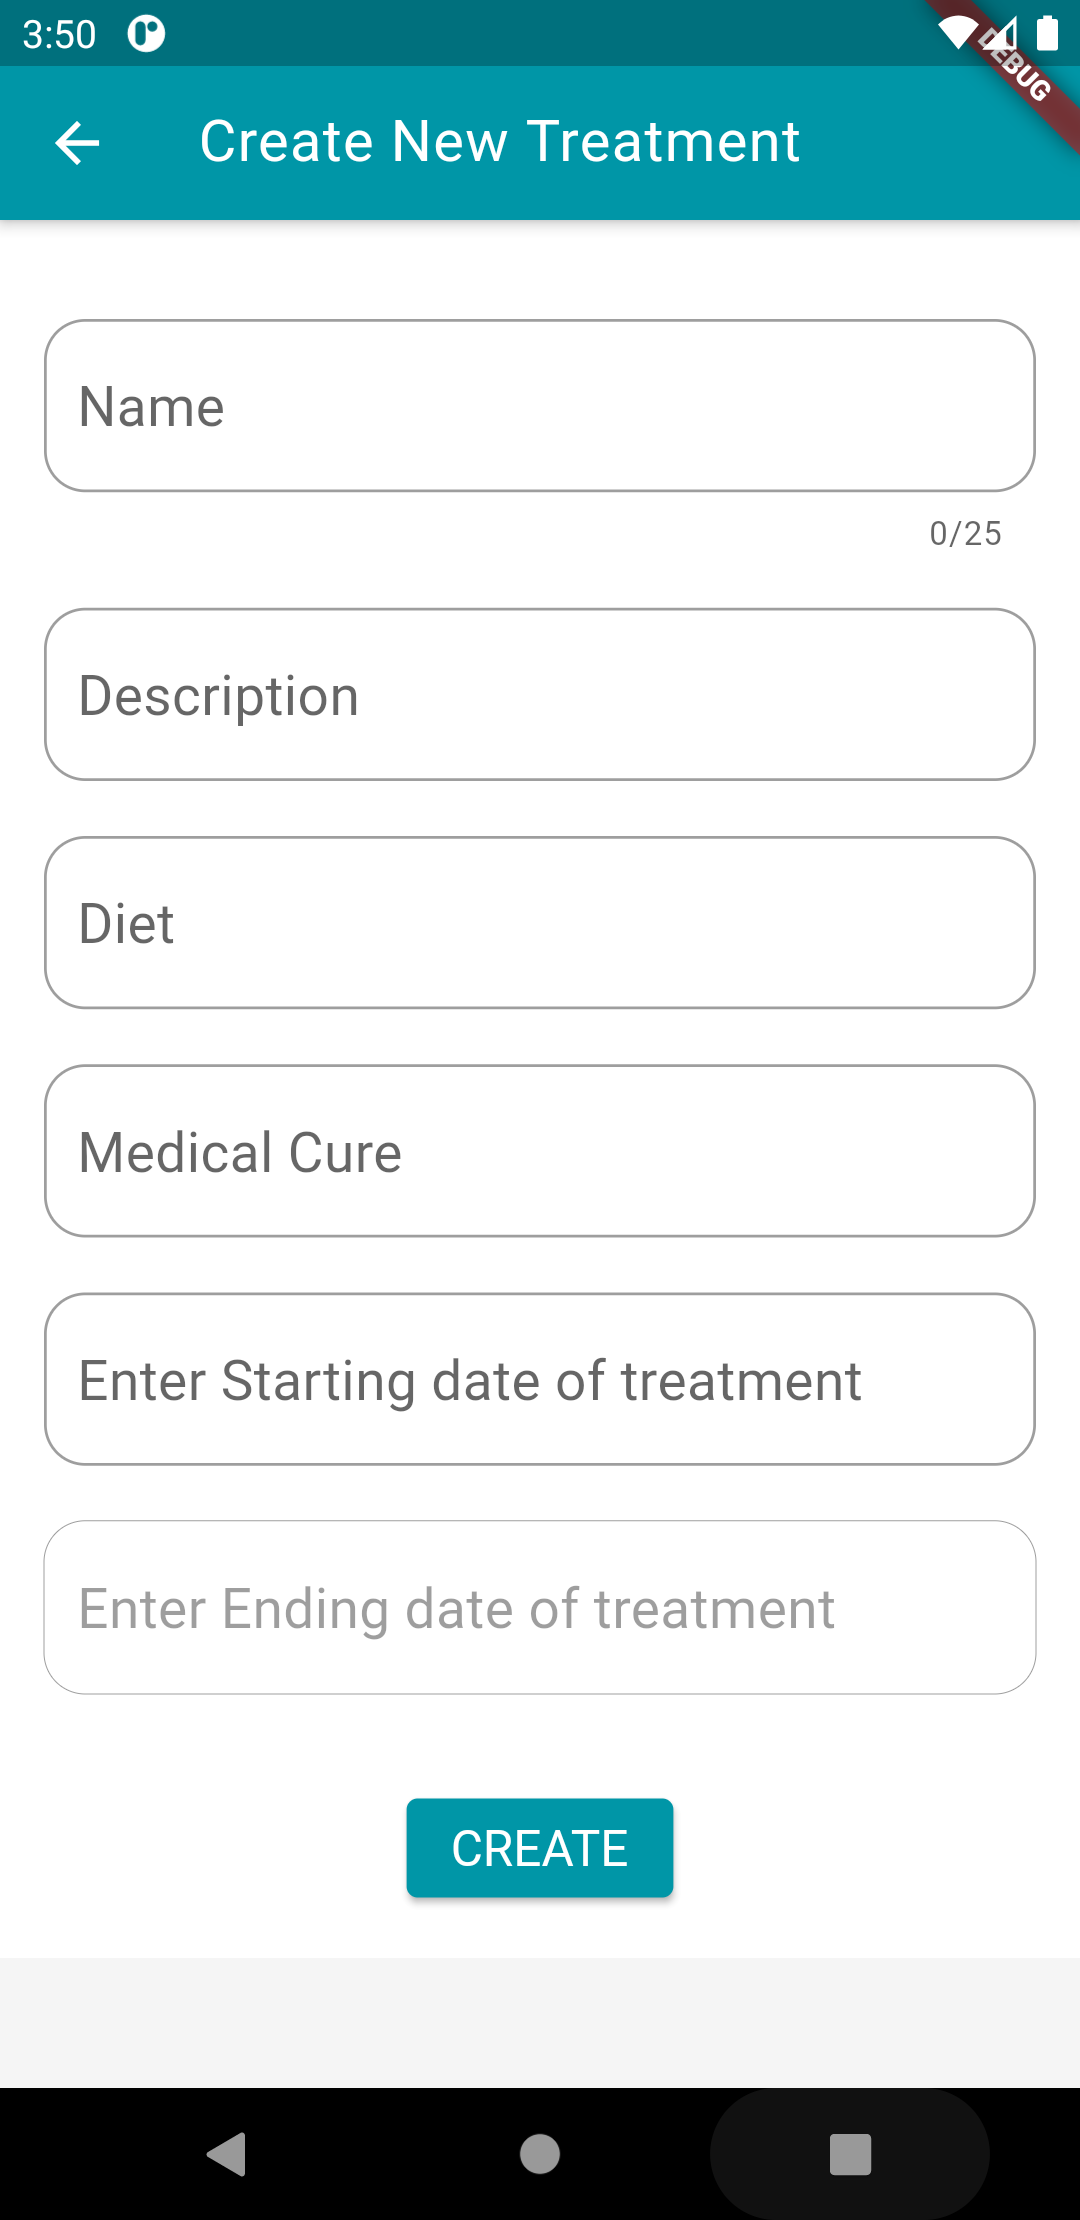 3:50
DEBUG
Create New Treatment
Name
0/25
Description
Diet
Medical Cure
Enter Starting date of treatment
Enter Ending date of treatment
CREATE